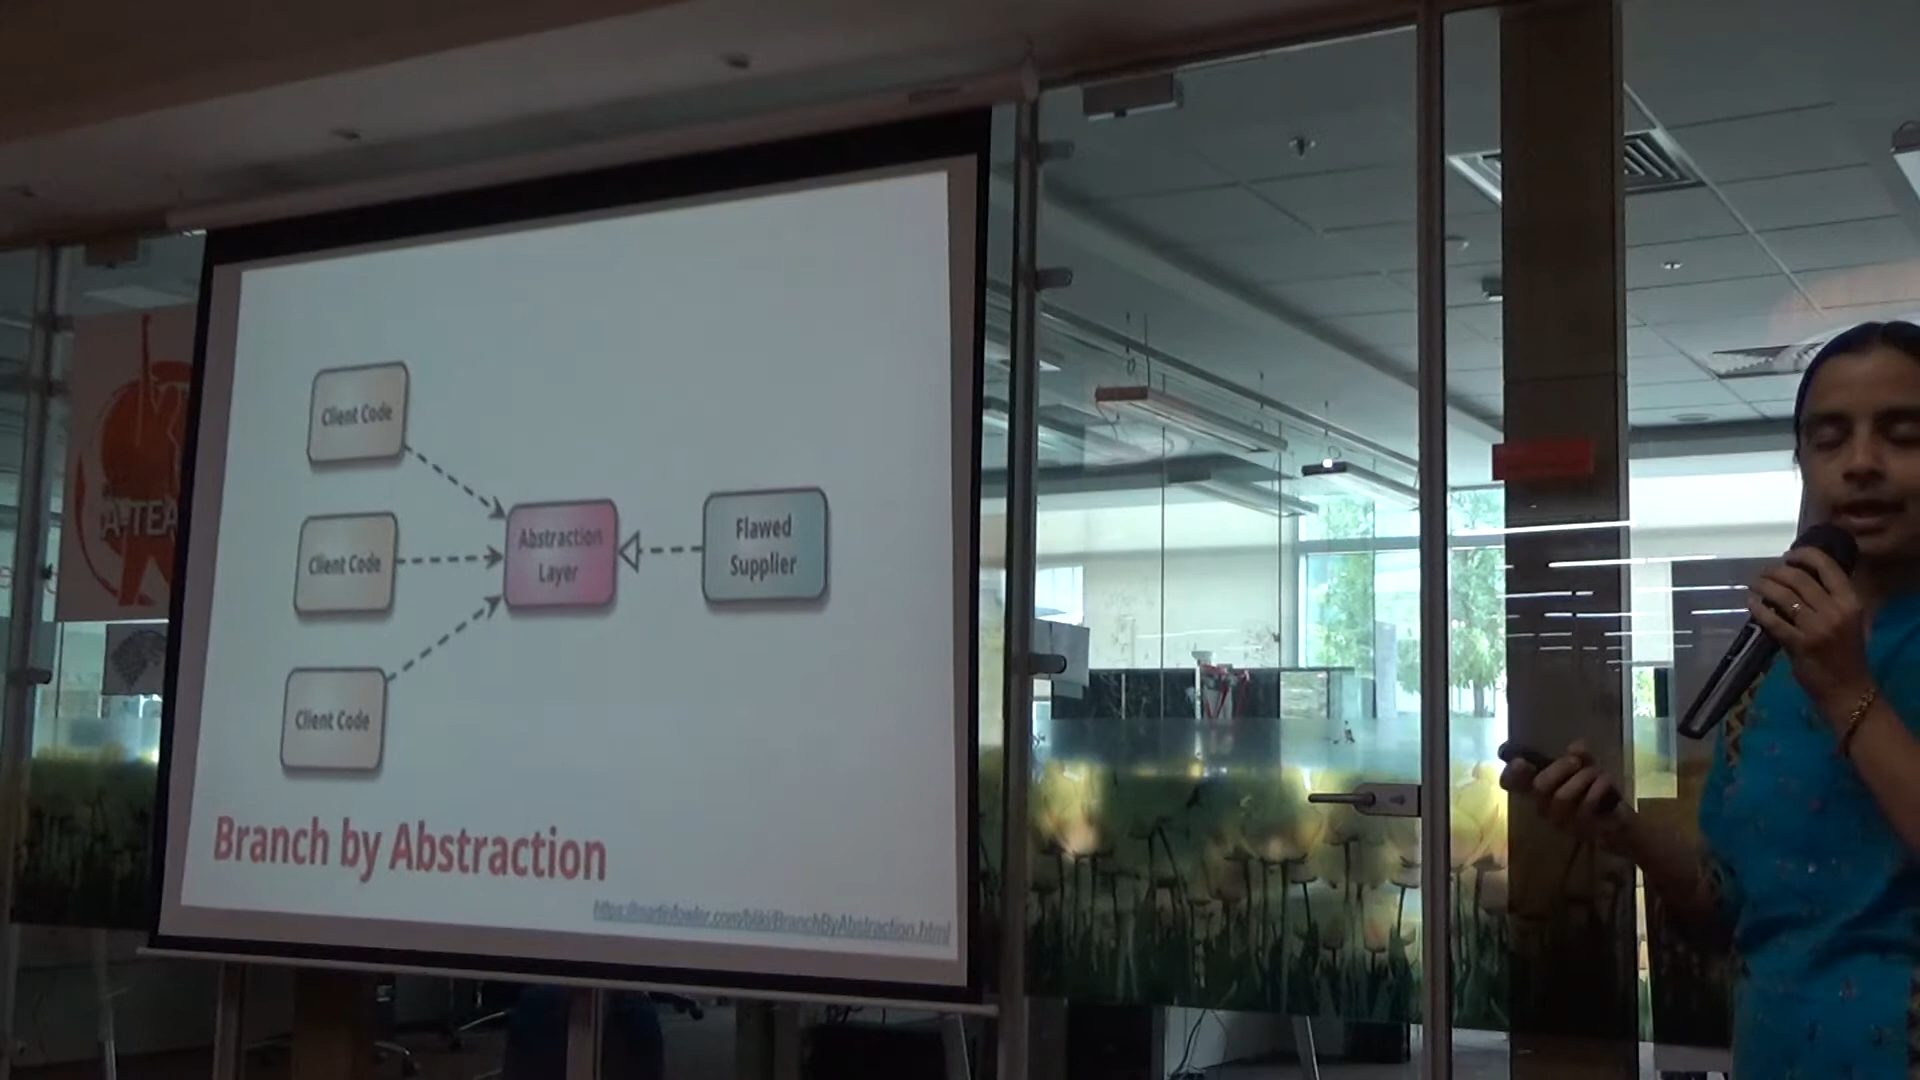 Client Code
Client Code
Client Code
Abstraction
Layer
Flawed
Supplier
Branch by Abstraction
https://martinfowler.com/bliki/BranchByAbstraction.html
A-TEA